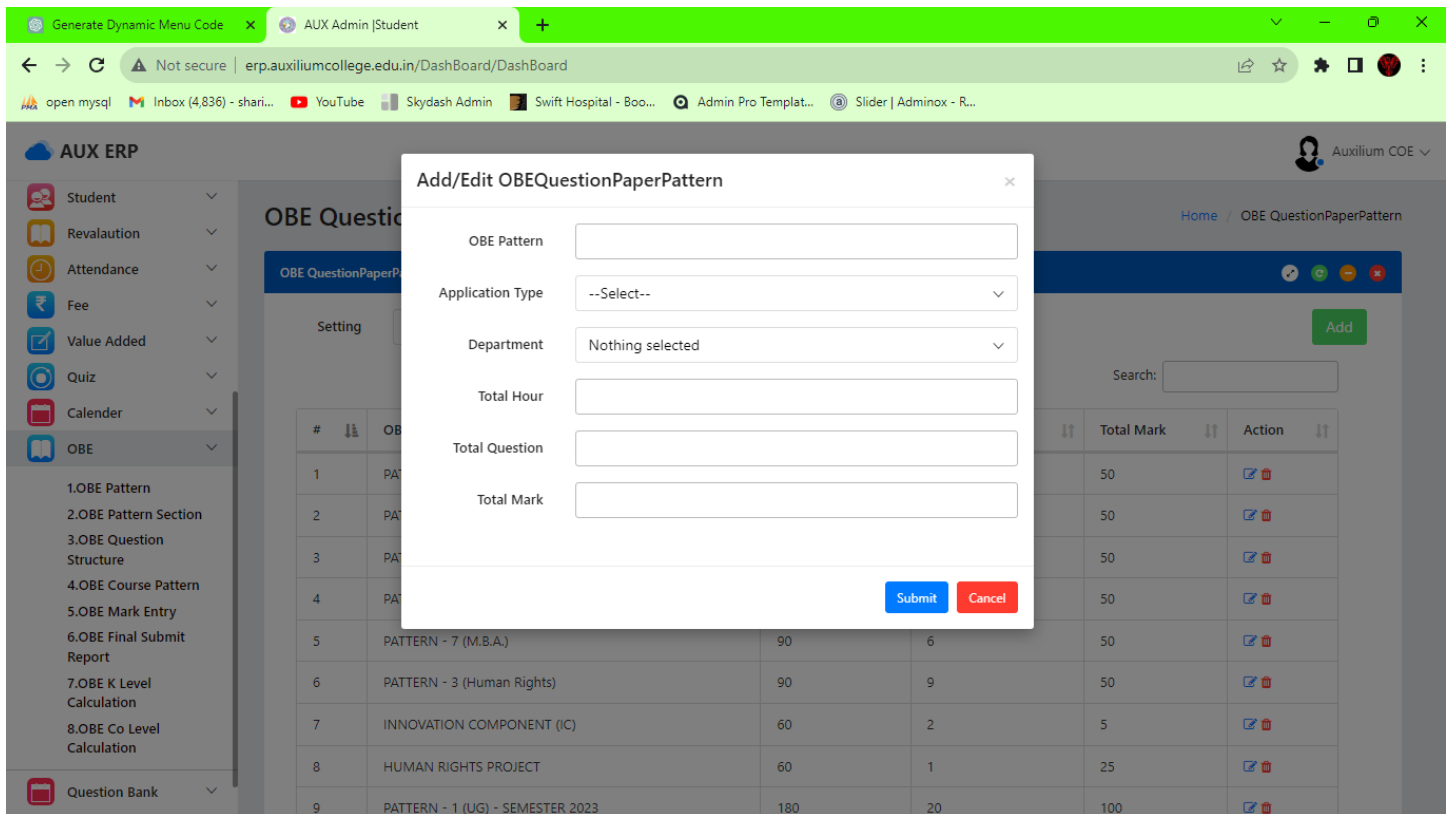 Generate Dynamic Menu Code
AUX Admin |Student
Not secure | erp.auxiliumcollege.edu.in/DashBoard/DashBoard
open mysql
Inbox (4,836) - shari...
YouTube
Skydash Admin
Swift Hospital - Boo...
Admin Pro Templat...
Slider | Adminox - R...
AUX ERP
Auxilium COE
Student
Revalaution
Attendance
Fee
Value Added
Quiz
Calender
OBE
1.OBE Pattern
2.OBE Pattern Section
3.OBE Question
Structure
4.OBE Course Pattern
5.OBE Mark Entry
6.OBE Final Submit
Report
7.OBE K Level
Calculation
8.OBE Co Level
Calculation
Question Bank
OBE Questio
Home / OBE QuestionPaperPattern
OBE QuestionPaperPa
Setting
Add
Search:
Add/Edit OBEQuestionPaperPattern
OBE Pattern
Application Type --Select--
Department Nothing selected
Total Hour
Total Question
Total Mark
Submit Cancel
# OB Total Mark Action
1 PAT 50
2 PAT 50
3 PAT 50
4 PAT 50
5 PATTERN - 7 (M.B.A.) 90 6 50
6 PATTERN - 3 (Human Rights) 90 9 50
7 INNOVATION COMPONENT (IC) 60 2 5
8 HUMAN RIGHTS PROJECT 60 1 25
9 PATTERN - 1 (UG) - SEMESTER 2023 180 20 100